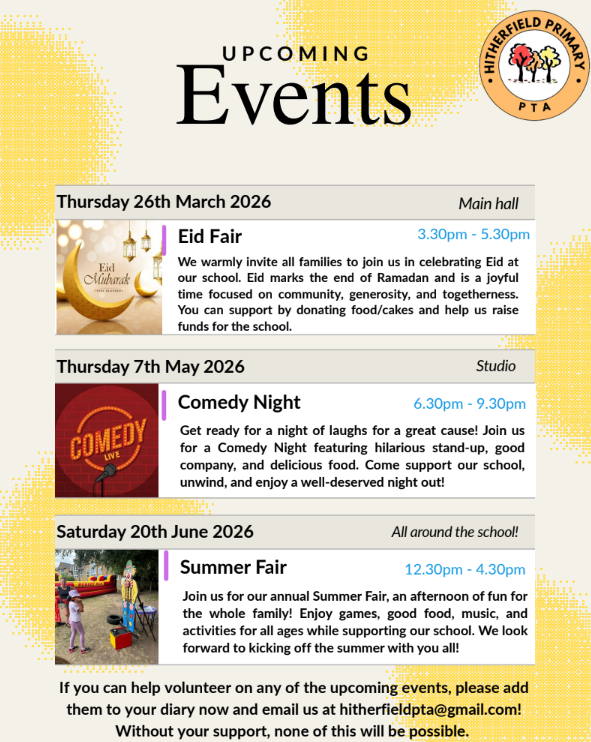 UPCOMING
Events
HITHERFIELD PRIMARY
PTA
Thursday 26th March 2026
Main hall
Eid Fair
3.30pm - 5.30pm
Eid
Mubarak
We warmly invite all families to join us in celebrating Eid at
our school. Eid marks the end of Ramadan and is a joyful
time focused on community, generosity, and togetherness.
You can support by donating food/cakes and help us raise
funds for the school.
Thursday 7th May 2026
Studio
Comedy Night
6.30pm - 9.30pm
COMEDY
LIVE
Get ready for a night of laughs for a great cause! Join us
for a Comedy Night featuring hilarious stand-up, good
company, and delicious food. Come support our school,
unwind, and enjoy a well-deserved night out!
Saturday 20th June 2026
All around the school!
Summer Fair
12.30pm - 4.30pm
Join us for our annual Summer Fair, an afternoon of fun for
the whole family! Enjoy games, good food, music, and
activities for all ages while supporting our school. We look
forward to kicking off the summer with you all!
If you can help volunteer on any of the upcoming events, please add
them to your diary now and email us at hitherfieldpta@gmail.com!
Without your support, none of this will be possible.